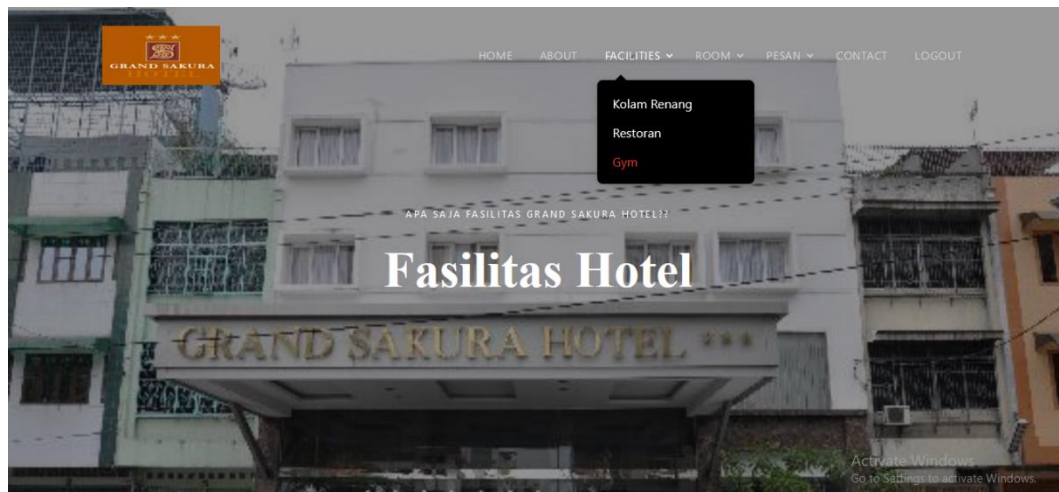 GRAND SAKURA
HOTEL
HOME ABOUT FACILITIES ROOM PESAN CONTACT LOGOUT
Kolam Renang
Restoran
Gym
APA SAJA FASILITAS GRAND SAKURA HOTEL??
Fasilitas Hotel
GRAND SAKURA HOTEL ***
Activate Windows
Go to Settings to activate Windows.